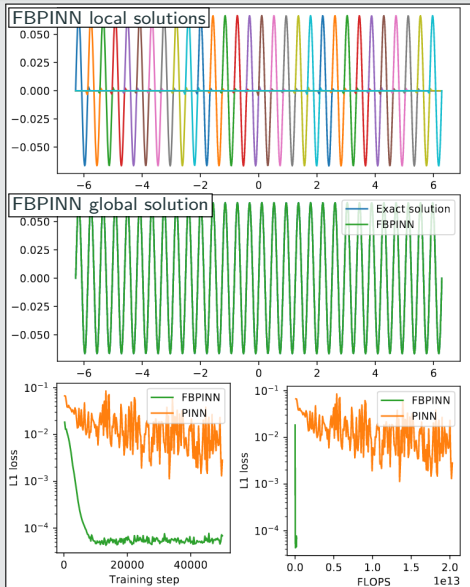 FBPINN local solutions
0.050
0.025
0.000
−0.025
−0.050
−6 −4 −2 0 2 4 6
FBPINN global solution
0.050
0.025
0.000
−0.025
−0.050
Exact solution
FBPINN
−6 −4 −2 0 2 4 6
L1 loss
10⁻¹
10⁻²
10⁻³
10⁻⁴
FBPINN
PINN
0 20000 40000
Training step
L1 loss
10⁻¹
10⁻²
10⁻³
10⁻⁴
FBPINN
PINN
0.0 0.5 1.0 1.5 2.0
1e13
FLOPS